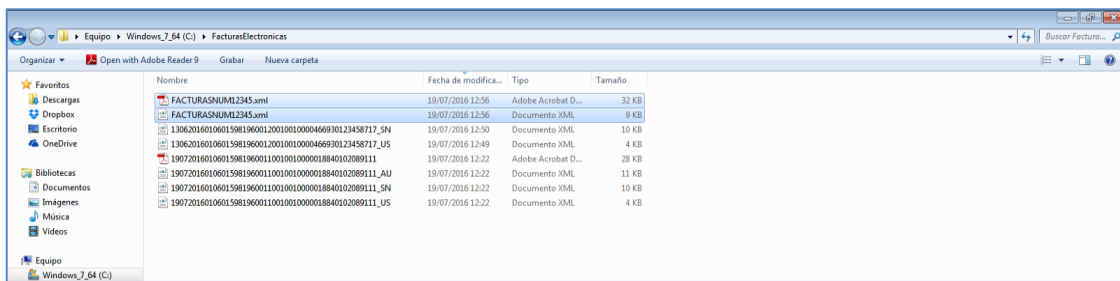 Equipo ▸ Windows_7_64 (C:) ▸ FacturasElectronicas
Buscar Factura...
Organizar
Open with Adobe Reader 9
Grabar
Nueva carpeta
Favoritos
Descargas
Dropbox
Escritorio
OneDrive
Bibliotecas
Documentos
Imágenes
Música
Vídeos
Equipo
Windows_7_64 (C:)
Nombre Fecha de modifica... Tipo Tamaño
FACTURASNUM12345.xml 19/07/2016 12:56 Adobe Acrobat D... 32 KB
FACTURASNUM12345.xml 19/07/2016 12:56 Documento XML 9 KB
1306201601060159819600120010010000466930123458717_SN 19/07/2016 12:50 Documento XML 10 KB
1306201601060159819600120010010000466930123458717_US 19/07/2016 12:49 Documento XML 4 KB
1907201601060159819600110010010000018840102089111 19/07/2016 12:22 Adobe Acrobat D... 28 KB
1907201601060159819600110010010000018840102089111_AU 19/07/2016 12:22 Documento XML 11 KB
1907201601060159819600110010010000018840102089111_SN 19/07/2016 12:22 Documento XML 10 KB
1907201601060159819600110010010000018840102089111_US 19/07/2016 12:22 Documento XML 4 KB